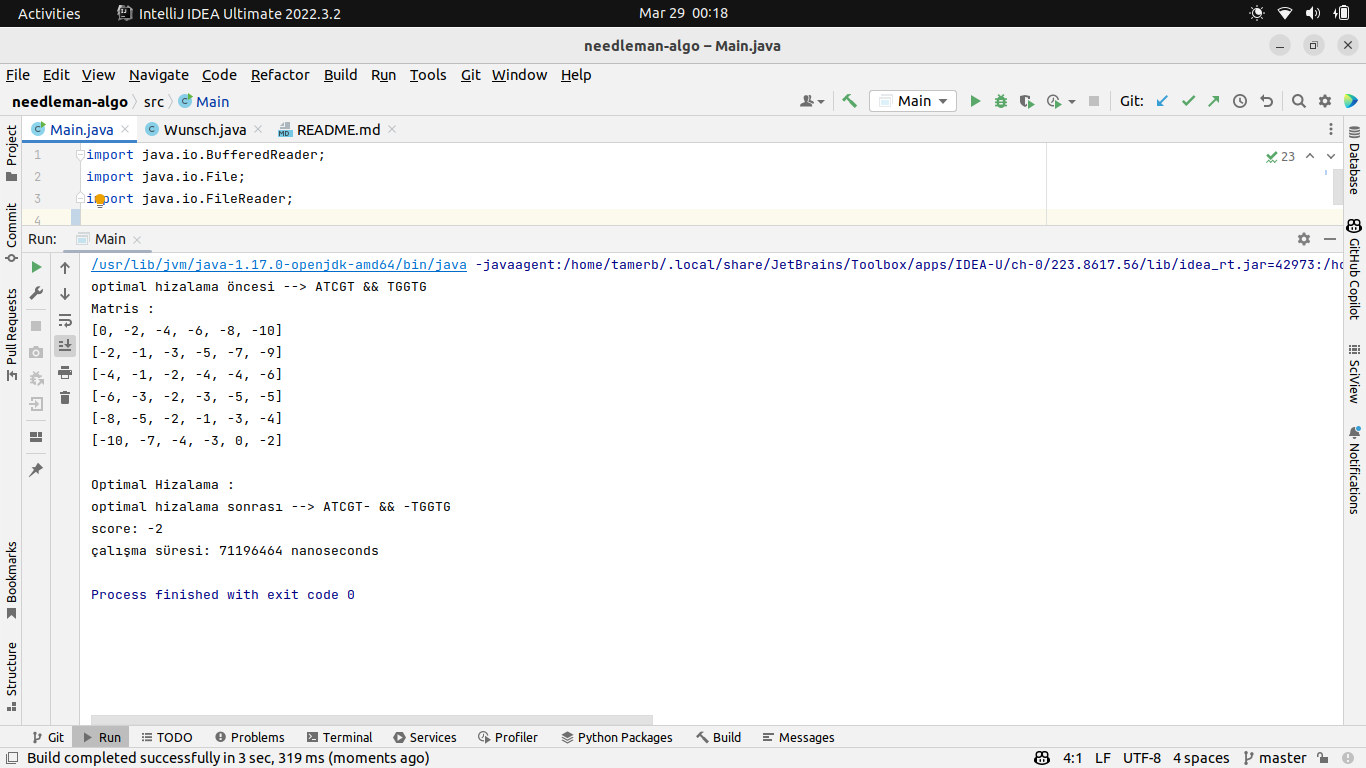 Activities IntelliJ IDEA Ultimate 2022.3.2 Mar 29 00:18
needleman-algo – Main.java
File Edit View Navigate Code Refactor Build Run Tools Git Window Help
needleman-algo src Main Main Git:
Main.java Wunsch.java README.md
1 import java.io.BufferedReader; 23
2 import java.io.File;
3 import java.io.FileReader;
4
Run: Main
/usr/lib/jvm/java-1.17.0-openjdk-amd64/bin/java -javaagent:/home/tamerb/.local/share/JetBrains/Toolbox/apps/IDEA-U/ch-0/223.8617.56/lib/idea_rt.jar=42973:/ho
optimal hizalama öncesi --> ATCGT && TGGTG
Matris :
[0, -2, -4, -6, -8, -10]
[-2, -1, -3, -5, -7, -9]
[-4, -1, -2, -4, -4, -6]
[-6, -3, -2, -3, -5, -5]
[-8, -5, -2, -1, -3, -4]
[-10, -7, -4, -3, 0, -2]
Optimal Hizalama :
optimal hizalama sonrası --> ATCGT- && -TGGTG
score: -2
çalışma süresi: 71196464 nanoseconds
Process finished with exit code 0
Project
Commit
Pull Requests
Bookmarks
Structure
Database
GitHub Copilot
SciView
Notifications
Git Run TODO Problems Terminal Services Profiler Python Packages Build Messages
Build completed successfully in 3 sec, 319 ms (moments ago) 4:1 LF UTF-8 4 spaces master